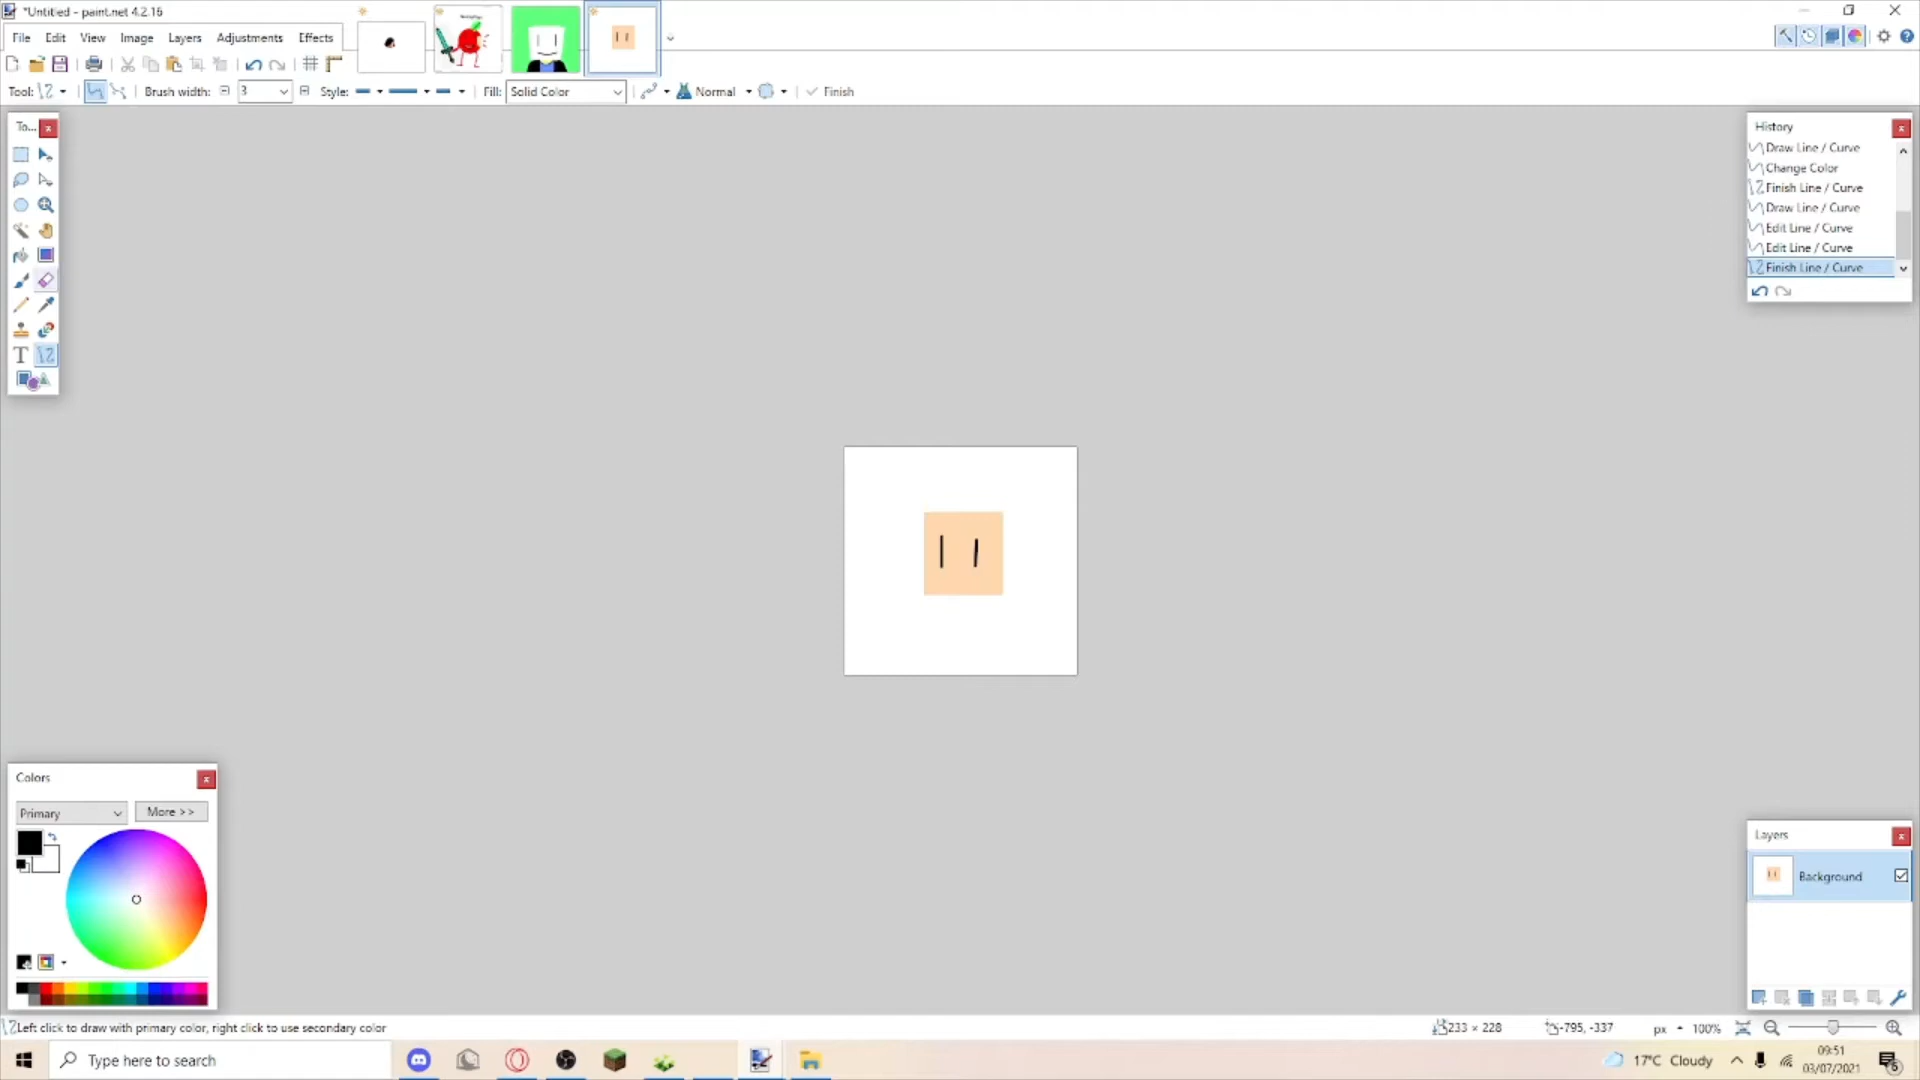 *Untitled - paint.net 4.2.16
File Edit View Image Layers Adjustments Effects
Tool: Brush width: 3 Style: Fill: Solid Color Normal Finish
To...
History
Draw Line / Curve
Change Color
Finish Line / Curve
Draw Line / Curve
Edit Line / Curve
Edit Line / Curve
Finish Line / Curve
Colors
Primary More >>
Layers
Background
Left click to draw with primary color, right click to use secondary color
233 × 228 -795, -337 px 100%
Type here to search
17°C Cloudy
09:51
03/07/2021